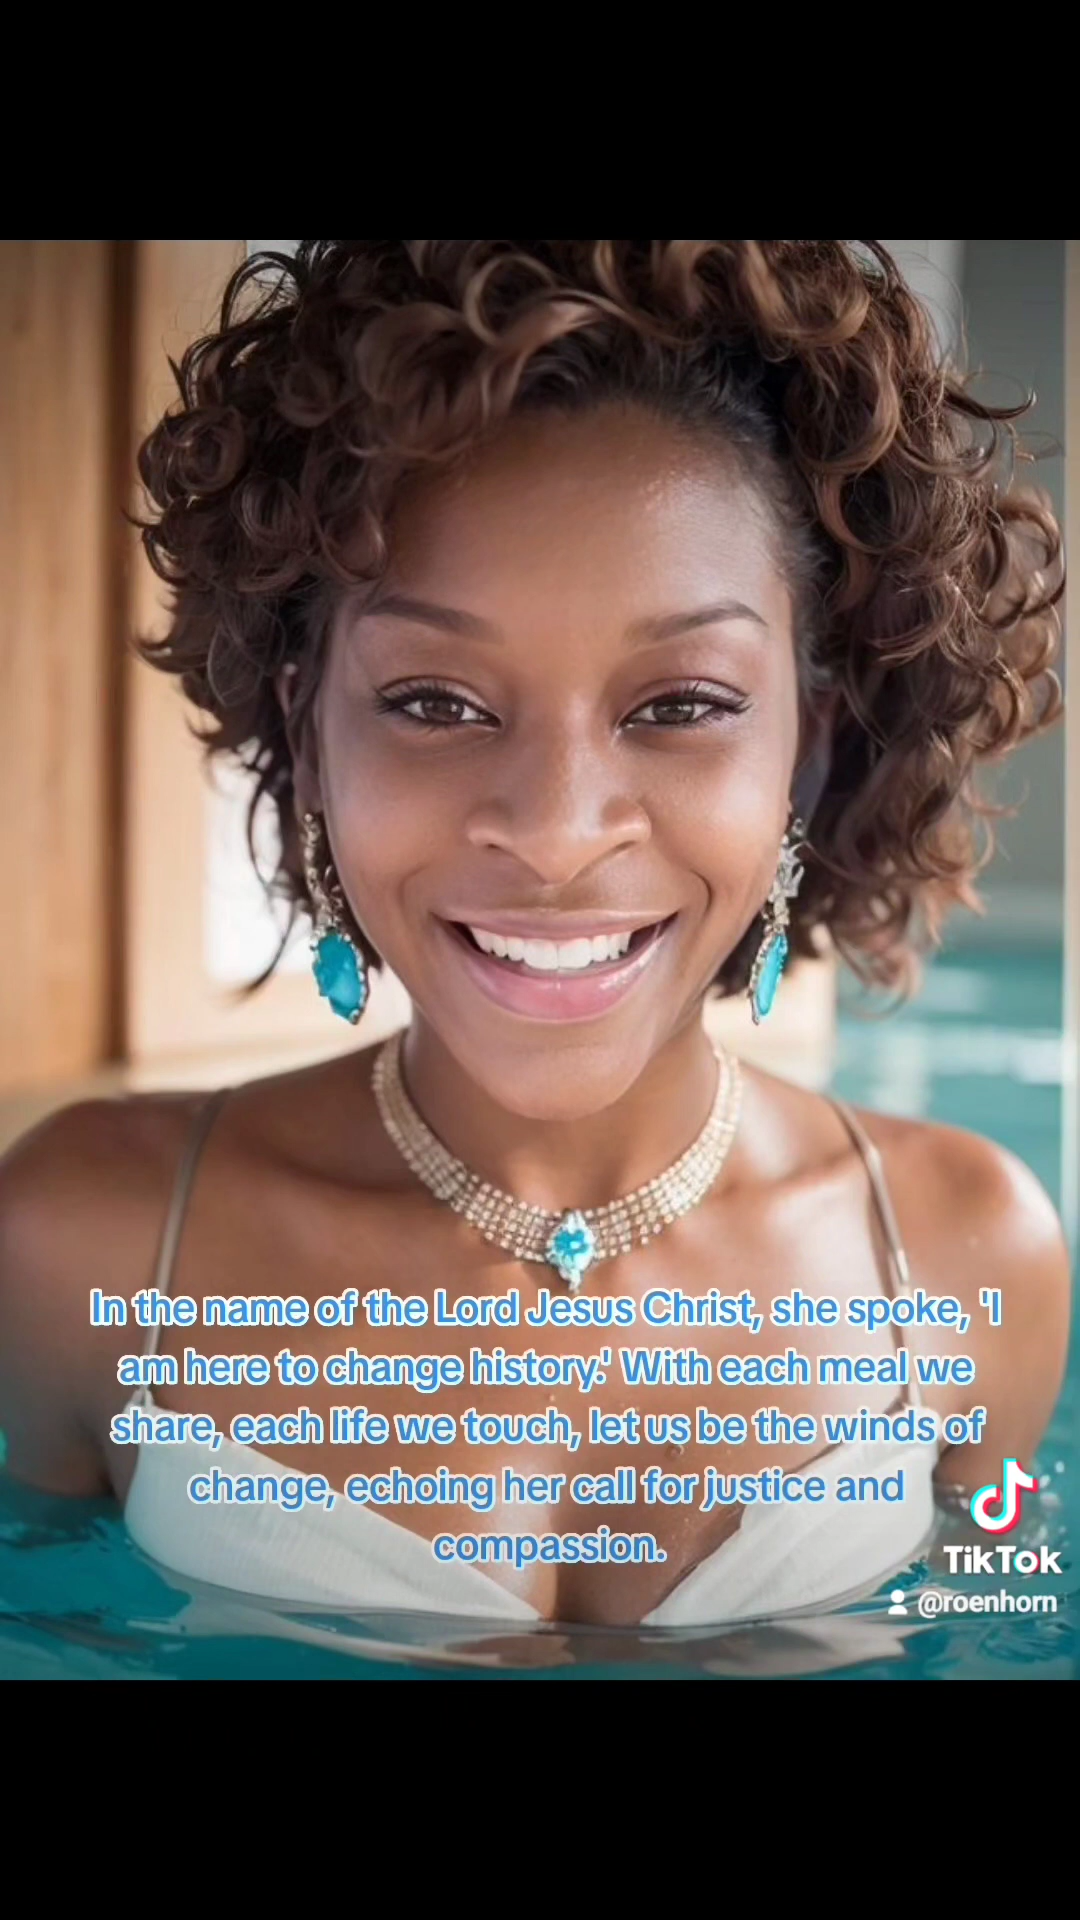 In the name of the Lord Jesus Christ, she spoke, 'I
am here to change history.' With each meal we
share, each life we touch, let us be the winds of
change, echoing her call for justice and
compassion.
TikTok
@roenhorn